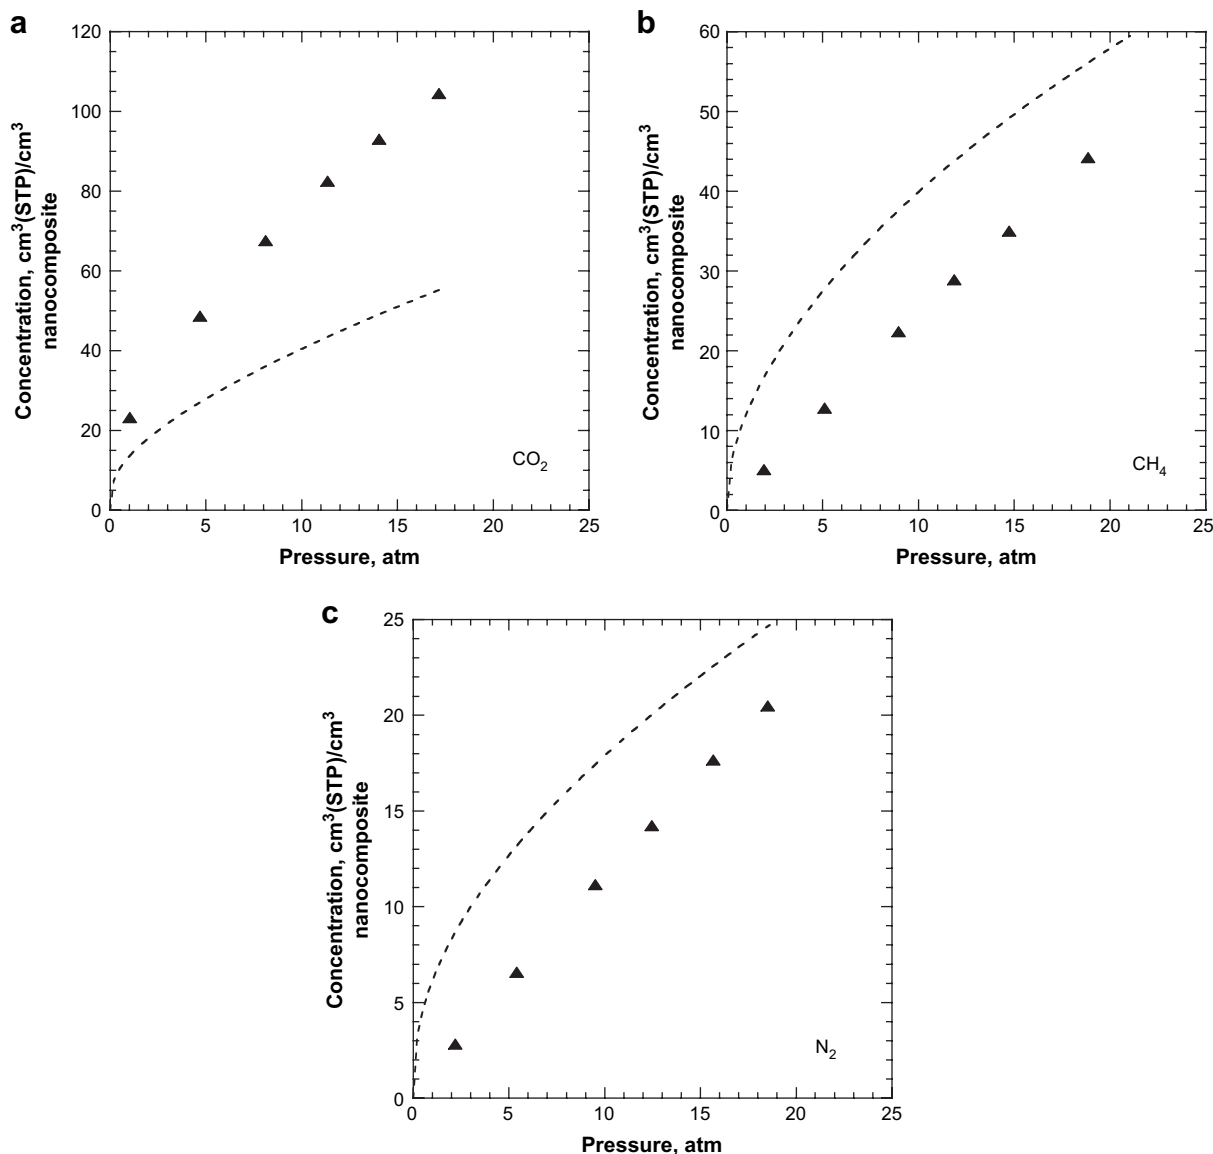 a
120
100
80
60
40
20
0
0 5 10 15 20 25
Concentration, cm³(STP)/cm³
nanocomposite
CO₂
Pressure, atm
b
60
50
40
30
20
10
0
0 5 10 15 20 25
Concentration, cm³(STP)/cm³
nanocomposite
CH₄
Pressure, atm
c
25
20
15
10
5
0
0 5 10 15 20 25
Concentration, cm³(STP)/cm³
nanocomposite
N₂
Pressure, atm